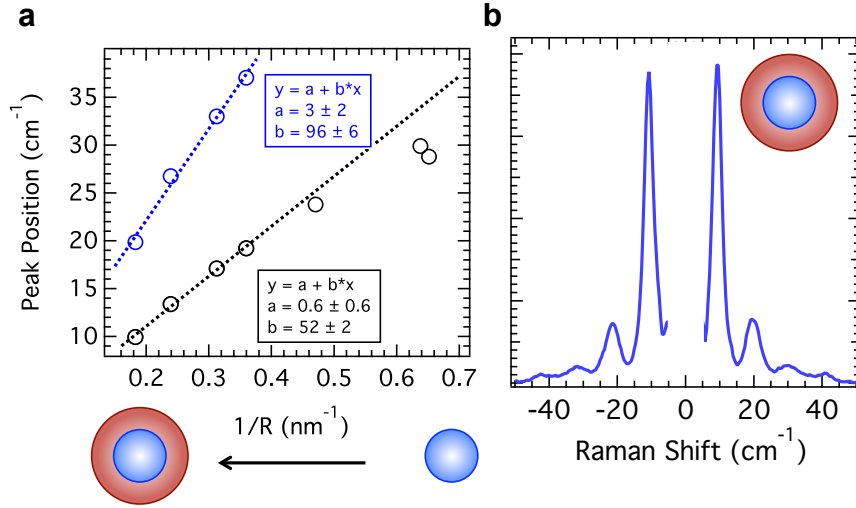 a
Peak Position (cm⁻¹)
35
30
25
20
15
10
y = a + b*x
a = 3 ± 2
b = 96 ± 6
y = a + b*x
a = 0.6 ± 0.6
b = 52 ± 2
0.2 0.3 0.4 0.5 0.6 0.7
1/R (nm⁻¹)
b
-40 -20 0 20 40
Raman Shift (cm⁻¹)